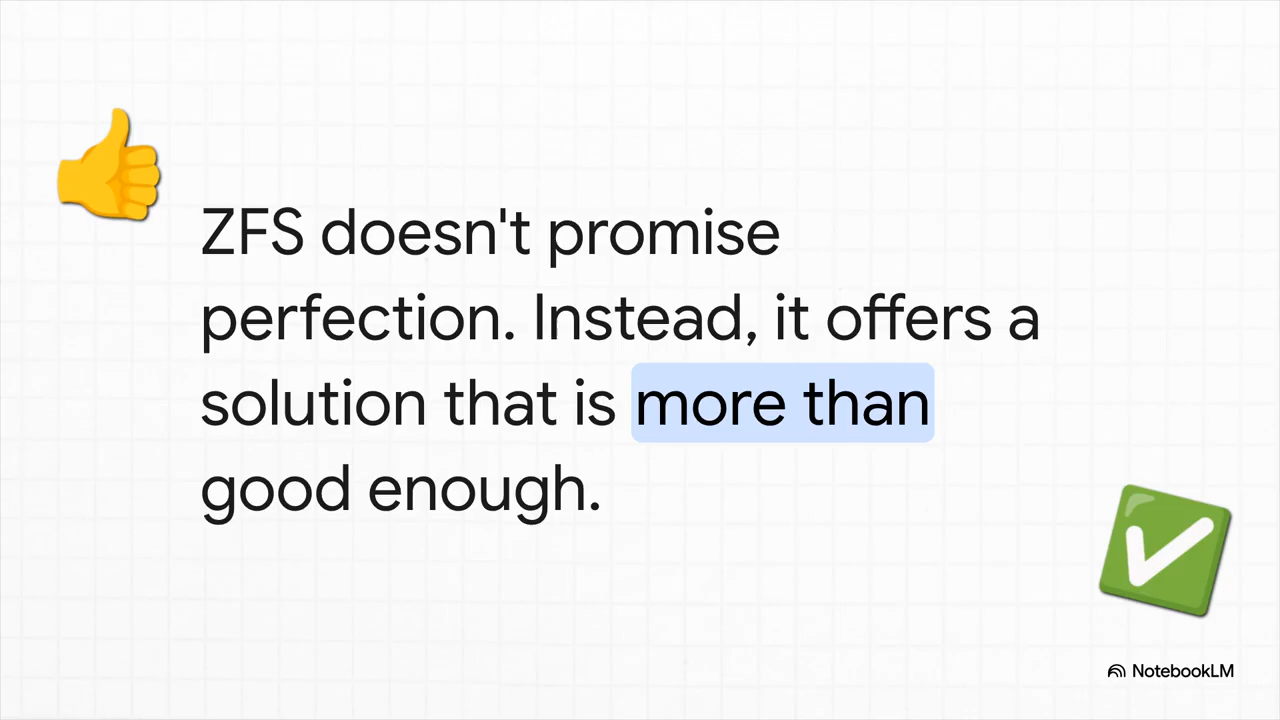 ZFS doesn't promise
perfection. Instead, it offers a
solution that is more than
good enough.
NotebookLM